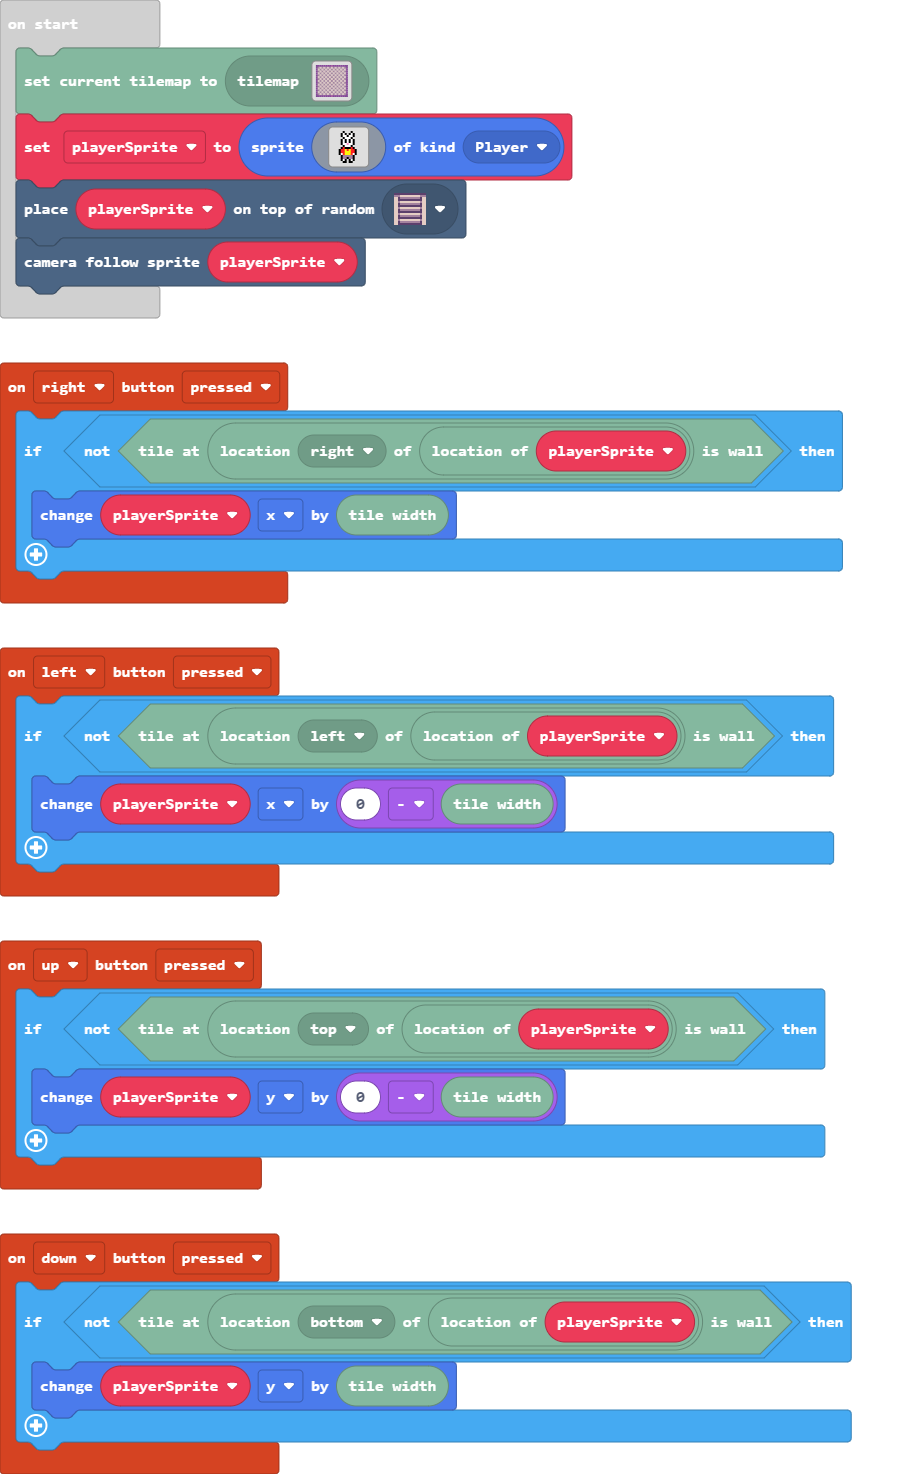 on start
set current tilemap to tilemap
set playerSprite to sprite of kind Player
place playerSprite on top of random
camera follow sprite playerSprite
on right button pressed
if not tile at location right of location of playerSprite is wall then
change playerSprite x by tile width
on left button pressed
if not tile at location left of location of playerSprite is wall then
change playerSprite x by 0 - tile width
on up button pressed
if not tile at location top of location of playerSprite is wall then
change playerSprite y by 0 - tile width
on down button pressed
if not tile at location bottom of location of playerSprite is wall then
change playerSprite y by tile width